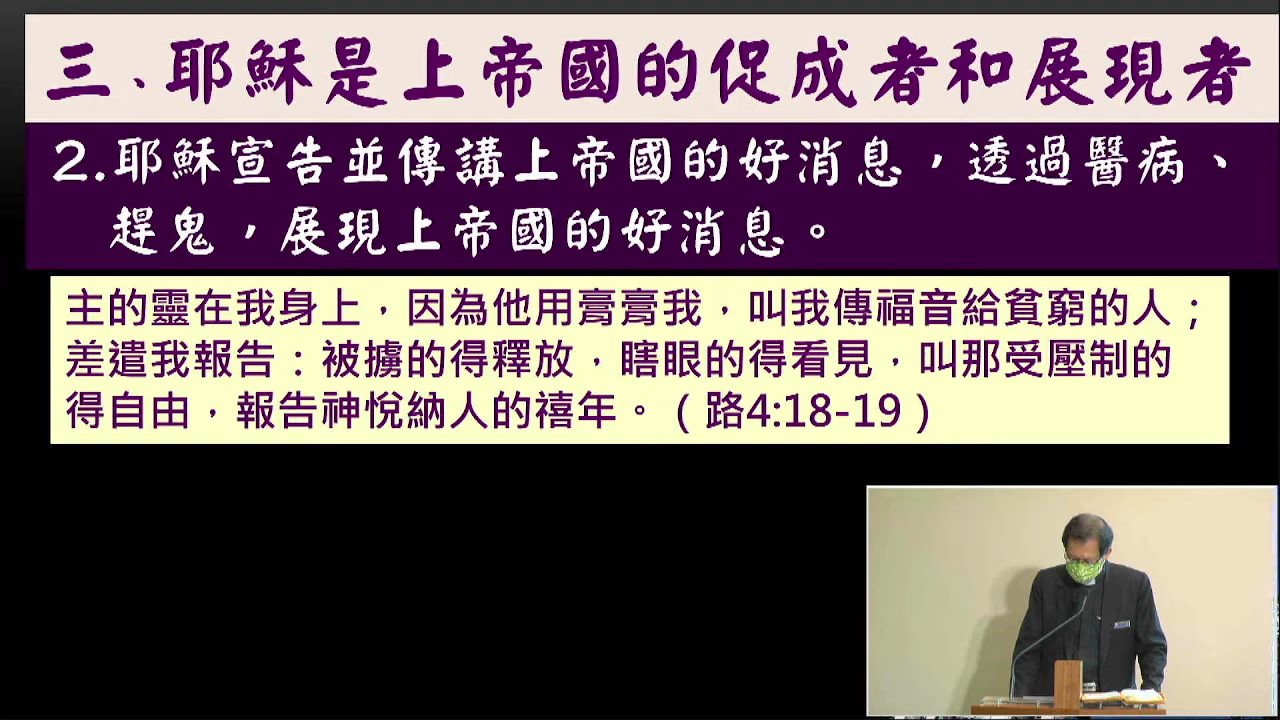 三、耶穌是上帝國的促成者和展現者
2.耶穌宣告並傳講上帝國的好消息，透過醫病、
趕鬼，展現上帝國的好消息。
主的靈在我身上，因為他用膏膏我，叫我傳福音給貧窮的人；
差遣我報告：被擄的得釋放，瞎眼的得看見，叫那受壓制的
得自由，報告神悅納人的禧年。（路4:18-19）